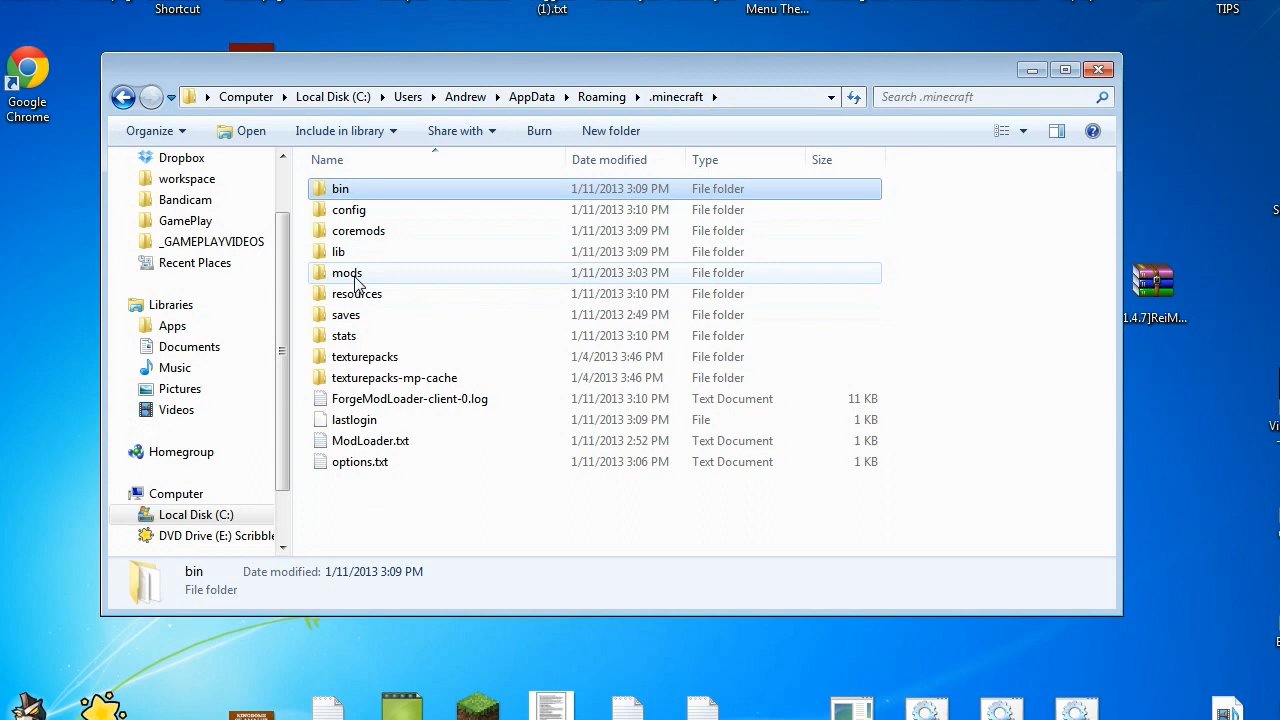 Shortcut
(1).txt
Menu The...
TIPS
Google
Chrome
Computer
Local Disk (C:)
Users
Andrew
AppData
Roaming
.minecraft
Search .minecraft
Organize
Open
Include in library
Share with
Burn
New folder
Dropbox
workspace
Bandicam
GamePlay
_GAMEPLAYVIDEOS
Recent Places
Libraries
Apps
Documents
Music
Pictures
Videos
Homegroup
Computer
Local Disk (C:)
DVD Drive (E:) Scribble
Name Date modified Type Size
bin 1/11/2013 3:09 PM File folder
config 1/11/2013 3:10 PM File folder
coremods 1/11/2013 3:09 PM File folder
lib 1/11/2013 3:09 PM File folder
mods 1/11/2013 3:03 PM File folder
resources 1/11/2013 3:10 PM File folder
saves 1/11/2013 2:49 PM File folder
stats 1/11/2013 3:10 PM File folder
texturepacks 1/4/2013 3:46 PM File folder
texturepacks-mp-cache 1/4/2013 3:46 PM File folder
ForgeModLoader-client-0.log 1/11/2013 3:10 PM Text Document 11 KB
lastlogin 1/11/2013 3:09 PM File 1 KB
ModLoader.txt 1/11/2013 2:52 PM Text Document 1 KB
options.txt 1/11/2013 3:06 PM Text Document 1 KB
bin Date modified: 1/11/2013 3:09 PM
File folder
1.4.7]ReiM...